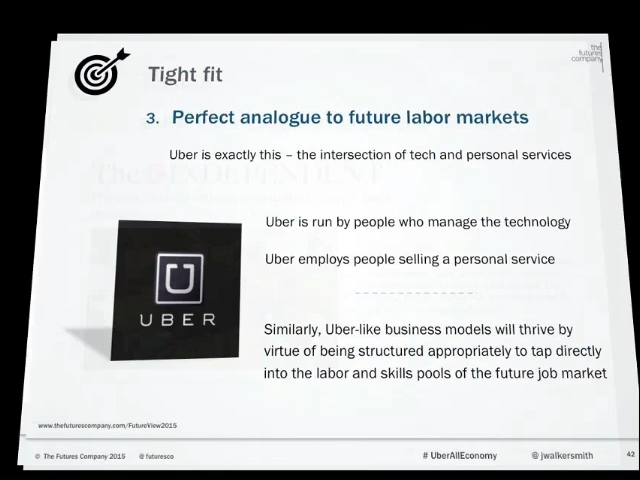 the
futures
company
Tight fit
3. Perfect analogue to future labor markets
Uber is exactly this – the intersection of tech and personal services
Uber is run by people who manage the technology
Uber employs people selling a personal service
U
UBER
Similarly, Uber-like business models will thrive by
virtue of being structured appropriately to tap directly
into the labor and skills pools of the future job market
www.thefuturescompany.com/FutureView2015
© The Futures Company 2015 @ futuresco
# UberAllEconomy @ jwalkersmith 42